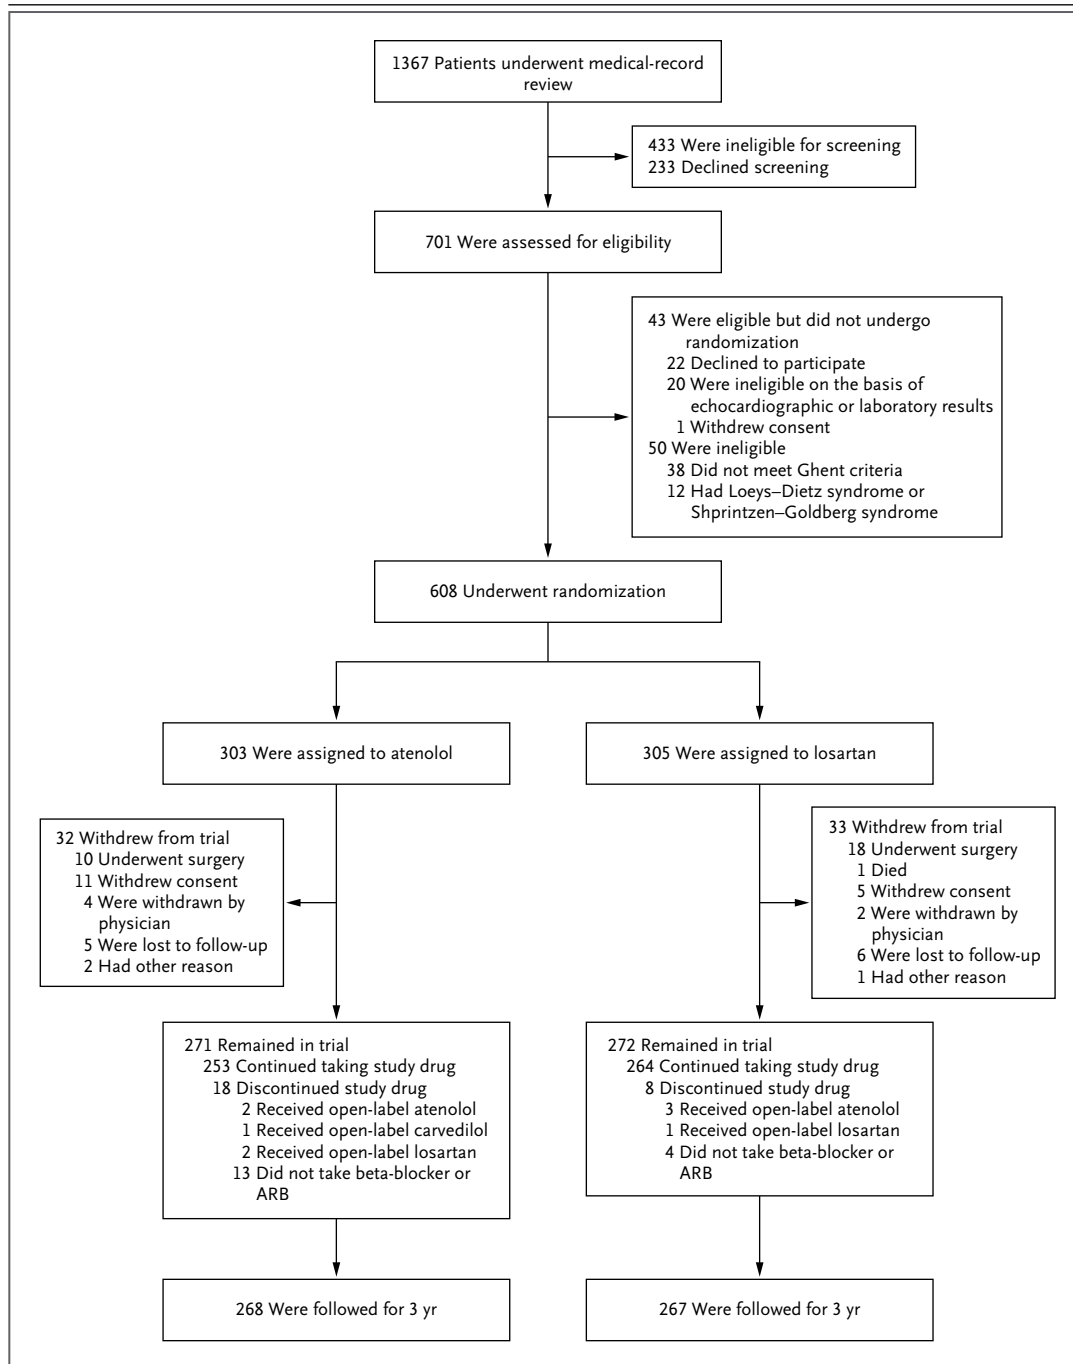 1367 Patients underwent medical-record
review
433 Were ineligible for screening
233 Declined screening
701 Were assessed for eligibility
43 Were eligible but did not undergo
randomization
22 Declined to participate
20 Were ineligible on the basis of
echocardiographic or laboratory results
1 Withdrew consent
50 Were ineligible
38 Did not meet Ghent criteria
12 Had Loeys–Dietz syndrome or
Shprintzen–Goldberg syndrome
608 Underwent randomization
303 Were assigned to atenolol
305 Were assigned to losartan
32 Withdrew from trial
10 Underwent surgery
11 Withdrew consent
4 Were withdrawn by
physician
5 Were lost to follow-up
2 Had other reason
33 Withdrew from trial
18 Underwent surgery
1 Died
5 Withdrew consent
2 Were withdrawn by
physician
6 Were lost to follow-up
1 Had other reason
271 Remained in trial
253 Continued taking study drug
18 Discontinued study drug
2 Received open-label atenolol
1 Received open-label carvedilol
2 Received open-label losartan
13 Did not take beta-blocker or
ARB
272 Remained in trial
264 Continued taking study drug
8 Discontinued study drug
3 Received open-label atenolol
1 Received open-label losartan
4 Did not take beta-blocker or
ARB
268 Were followed for 3 yr
267 Were followed for 3 yr